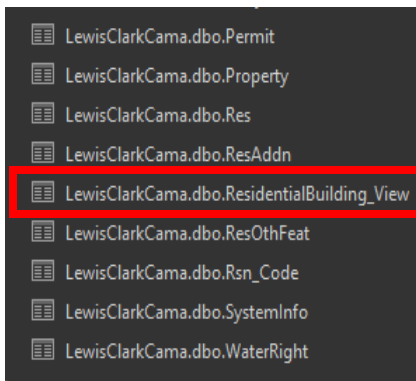 LewisClarkCama.dbo.Permit
LewisClarkCama.dbo.Property
LewisClarkCama.dbo.Res
LewisClarkCama.dbo.ResAddn
LewisClarkCama.dbo.ResidentialBuilding_View
LewisClarkCama.dbo.ResOthFeat
LewisClarkCama.dbo.Rsn_Code
LewisClarkCama.dbo.SystemInfo
LewisClarkCama.dbo.WaterRight